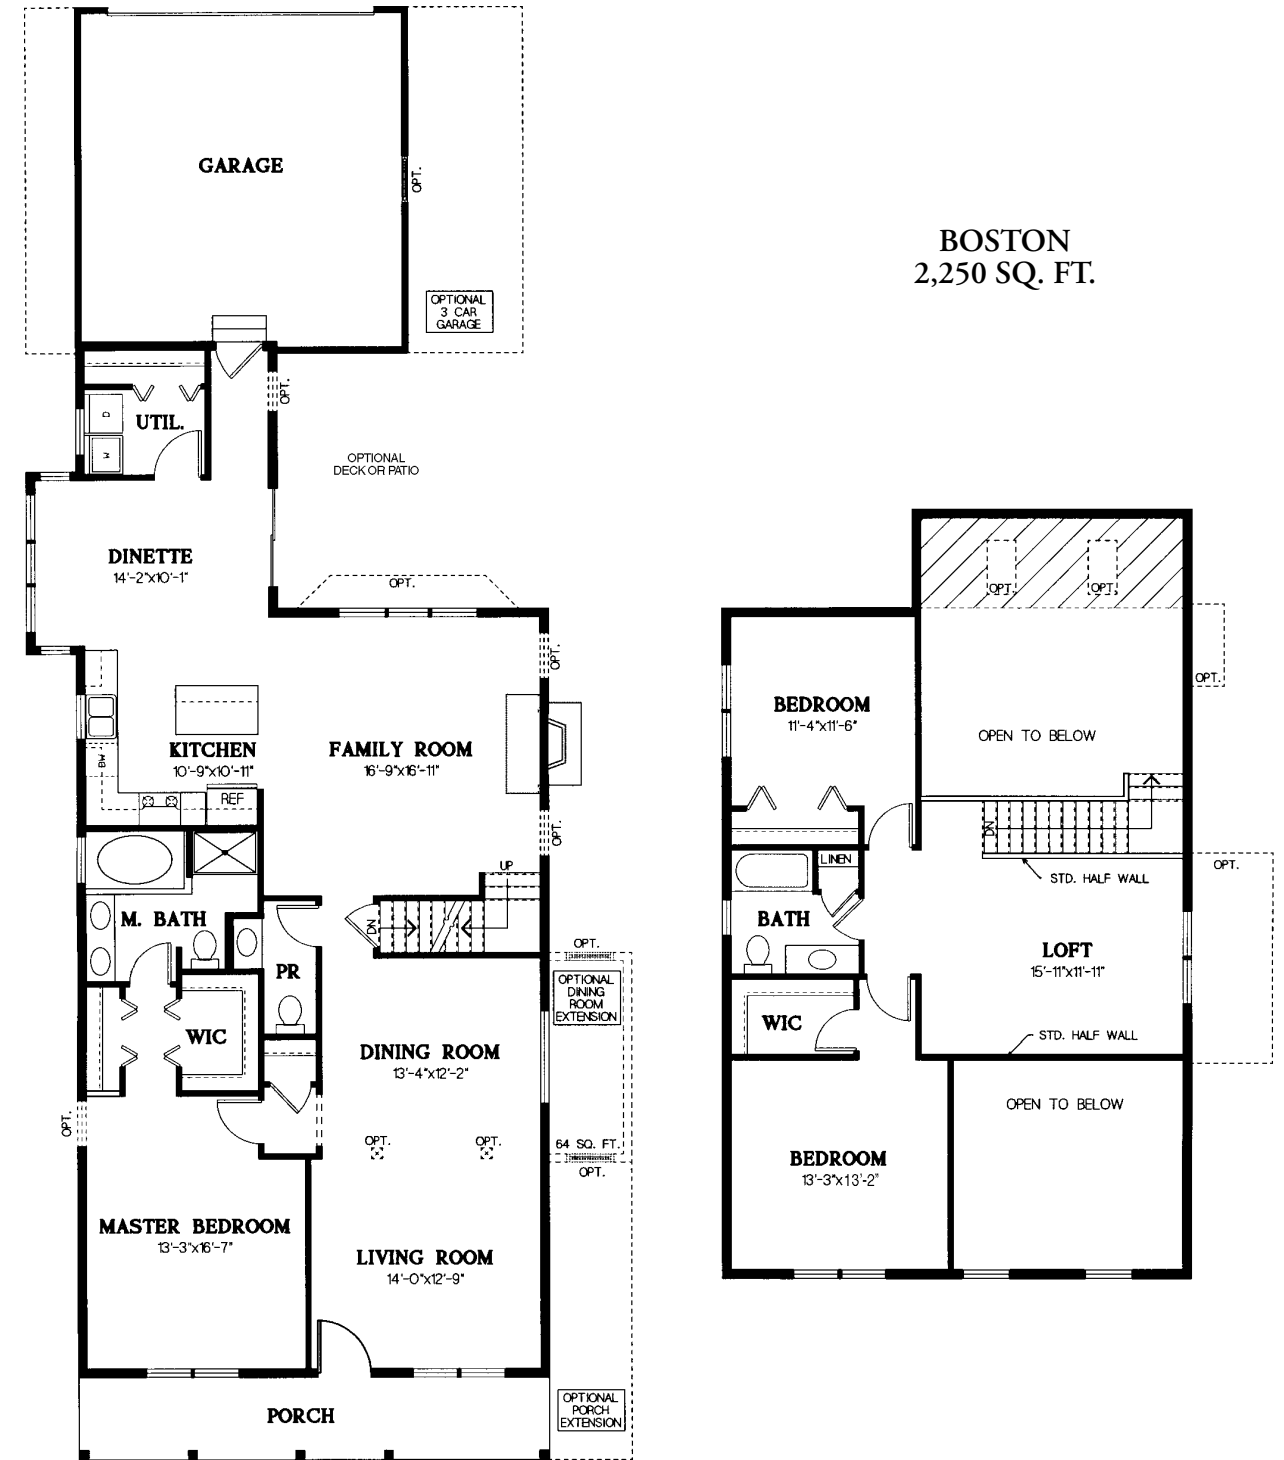 BOSTON
2,250 SQ. FT.
GARAGE
OPT.
OPTIONAL
3 CAR
GARAGE
OPT.
D
UTIL.
W
OPTIONAL
DECK OR PATIO
DINETTE
14'-2"x10'-1"
OPT.
OPT.
KITCHEN
10'-9"x10'-11"
DW
REF
FAMILY ROOM
16'-9"x16'-11"
OPT.
UP
DN
M. BATH
PR
WIC
OPT.
OPTIONAL
DINING
ROOM
EXTENSION
DINING ROOM
13'-4"x12'-2"
OPT.
OPT.
OPT.
64 SQ. FT.
OPT.
MASTER BEDROOM
13'-3"x16'-7"
LIVING ROOM
14'-0"x12'-9"
PORCH
OPTIONAL
PORCH
EXTENSION
OPT.
OPT.
OPT.
BEDROOM
11'-4"x11'-6"
OPEN TO BELOW
DN
STD. HALF WALL
OPT.
LINEN
BATH
LOFT
15'-11"x11'-11"
WIC
STD. HALF WALL
OPEN TO BELOW
BEDROOM
13'-3"x13'-2"